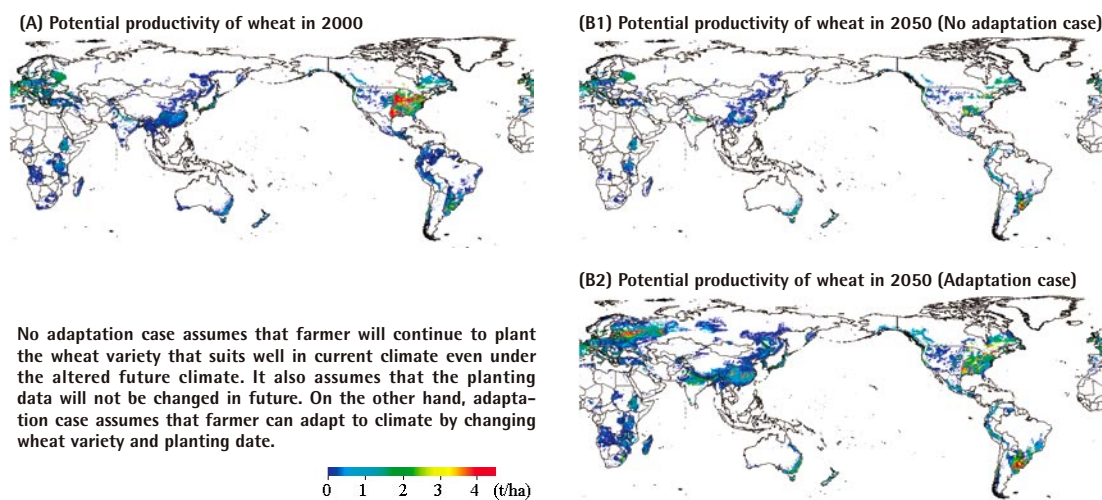 (A) Potential productivity of wheat in 2000
(B1) Potential productivity of wheat in 2050 (No adaptation case)
(B2) Potential productivity of wheat in 2050 (Adaptation case)
No adaptation case assumes that farmer will continue to plant
the wheat variety that suits well in current climate even under
the altered future climate. It also assumes that the planting
data will not be changed in future. On the other hand, adapta-
tion case assumes that farmer can adapt to climate by changing
wheat variety and planting date.
0 1 2 3 4 (t/ha)